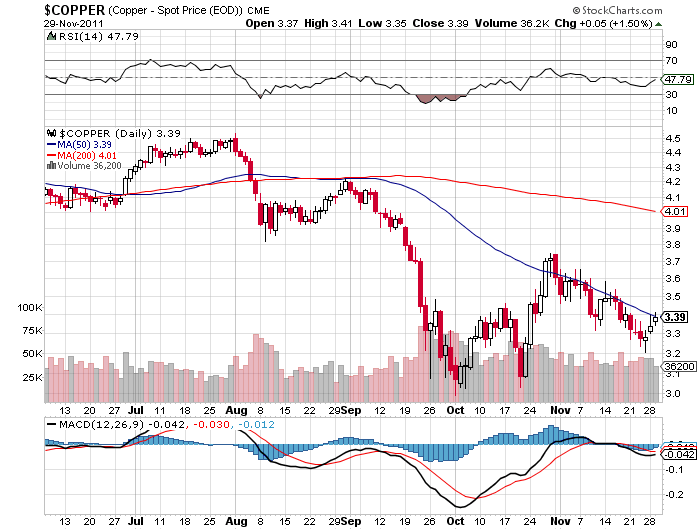 $COPPER (Copper - Spot Price (EOD)) CME © StockCharts.com
29-Nov-2011 Open 3.37 High 3.41 Low 3.35 Close 3.39 Volume 36.2K Chg +0.05 (+1.50%)
RSI(14) 47.79
90
70
47.79
30
10
$COPPER (Daily) 3.39
MA(50) 3.39
MA(200) 4.01
Volume 36,200
4.5
4.4
4.3
4.2
4.1
4.01
3.9
3.8
3.7
3.6
3.5
3.39
3.3
3.2
3.1
3.0
100K
75K
50K
25K
36200
13 20 27 Jul 11 18 25 Aug 8 15 22 29 Sep 12 19 26 Oct 10 17 24 Nov 7 14 21 28
MACD(12,26,9) -0.042, -0.030, -0.012
-0.042
-0.1
-0.2
13 20 27 Jul 11 18 25 Aug 8 15 22 29 Sep 12 19 26 Oct 10 17 24 Nov 7 14 21 28